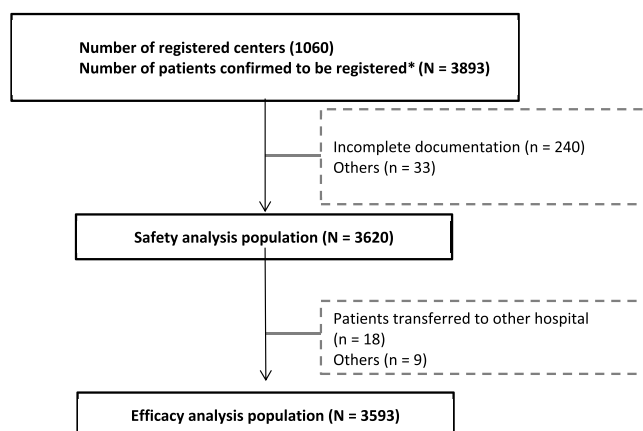 Number of registered centers (1060)
Number of patients confirmed to be registered* (N = 3893)
Incomplete documentation (n = 240)
Others (n = 33)
Safety analysis population (N = 3620)
Patients transferred to other hospital
(n = 18)
Others (n = 9)
Efficacy analysis population (N = 3593)